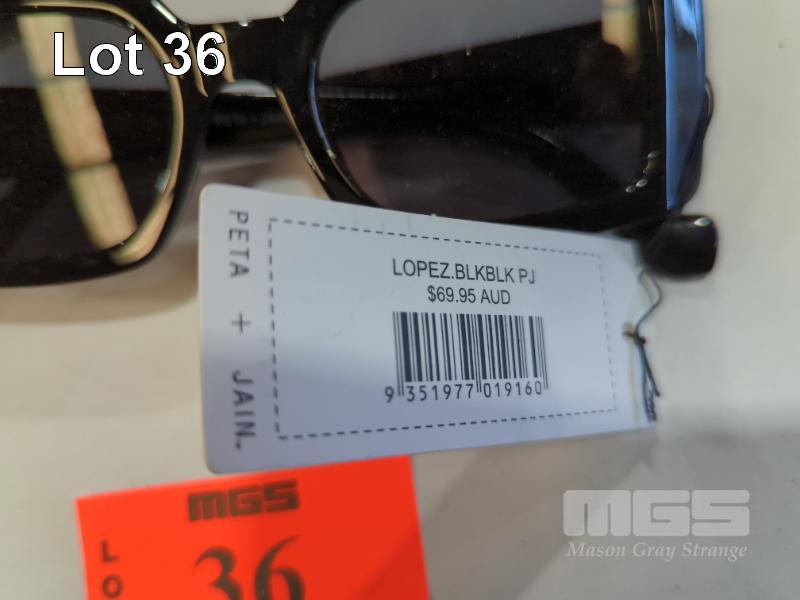 Lot 36
PETA + JAIN.
LOPEZ.BLKBLK PJ
$69.95 AUD
9 351977 019160
MGS
LO
36
MGS
Mason Gray Strange